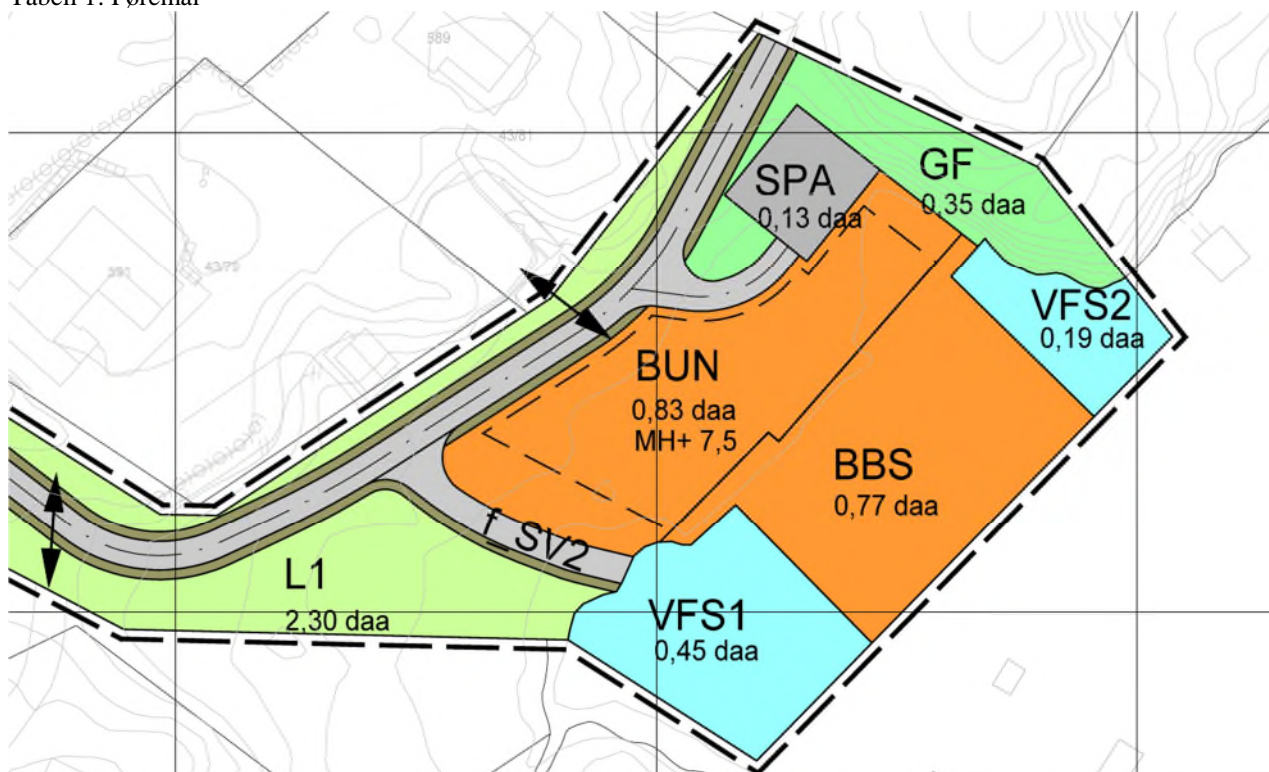 Tabell 1: Føremål
589
43/81
SPA
0,13 daa
GF
0,35 daa
591
43/79
VFS2
0,19 daa
BUN
0,83 daa
MH+ 7,5
BBS
0,77 daa
f_SV2
L1
2,30 daa
VFS1
0,45 daa